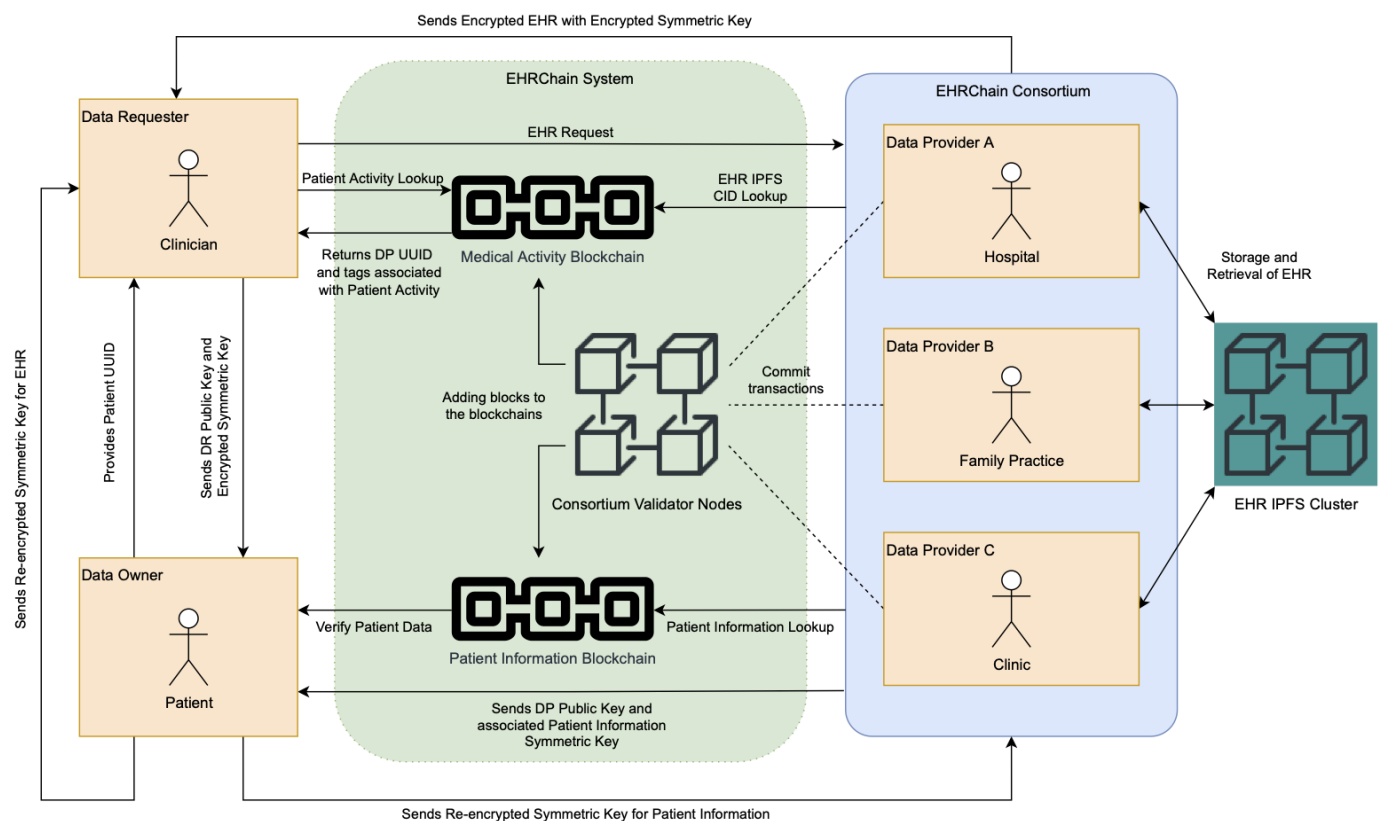 Sends Encrypted EHR with Encrypted Symmetric Key
EHRChain System
EHRChain Consortium
Data Requester
Clinician
EHR Request
Patient Activity Lookup
EHR IPFS
CID Lookup
Returns DP UUID
and tags associated
with Patient Activity
Medical Activity Blockchain
Data Provider A
Hospital
Storage and
Retrieval of EHR
Sends Re-encrypted Symmetric Key for EHR
Provides Patient UUID
Sends DR Public Key and
Encrypted Symmetric Key
Adding blocks to
the blockchains
Commit
transactions
Consortium Validator Nodes
Data Provider B
Family Practice
EHR IPFS Cluster
Data Owner
Patient
Verify Patient Data
Patient Information Lookup
Patient Information Blockchain
Data Provider C
Clinic
Sends DP Public Key and
associated Patient Information
Symmetric Key
Sends Re-encrypted Symmetric Key for Patient Information